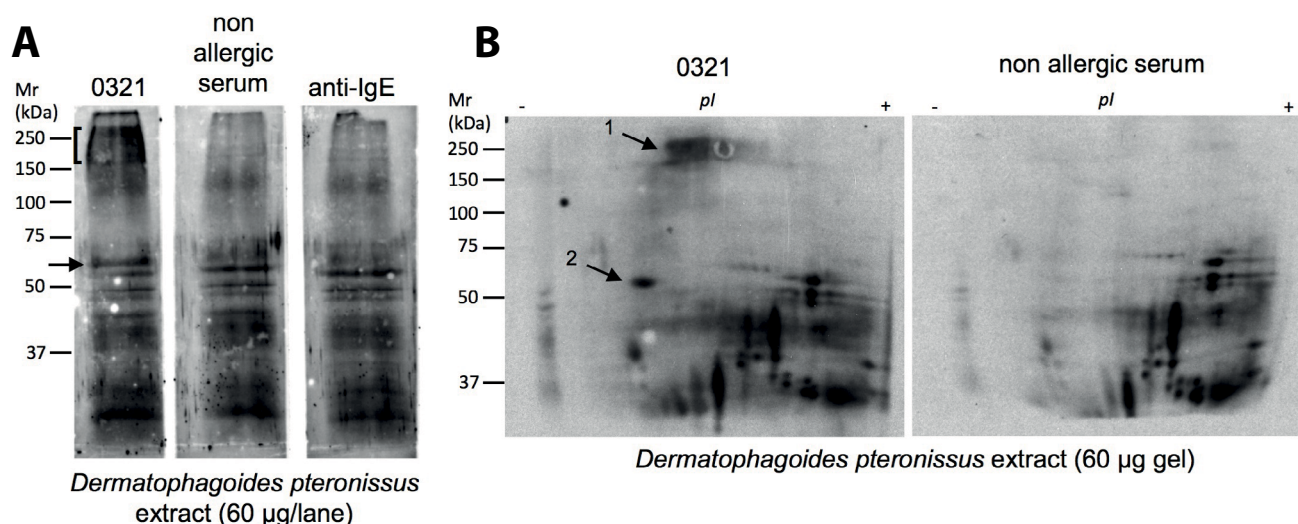 A
non
allergic
serum
0321
anti-IgE
Mr
(kDa)
250
150
100
75
50
37
Dermatophagoides pteronissus
extract (60 µg/lane)
B
0321
non allergic serum
Mr
(kDa)
- pI +
- pI +
1
250
150
100
75
2
50
37
Dermatophagoides pteronissus extract (60 µg gel)